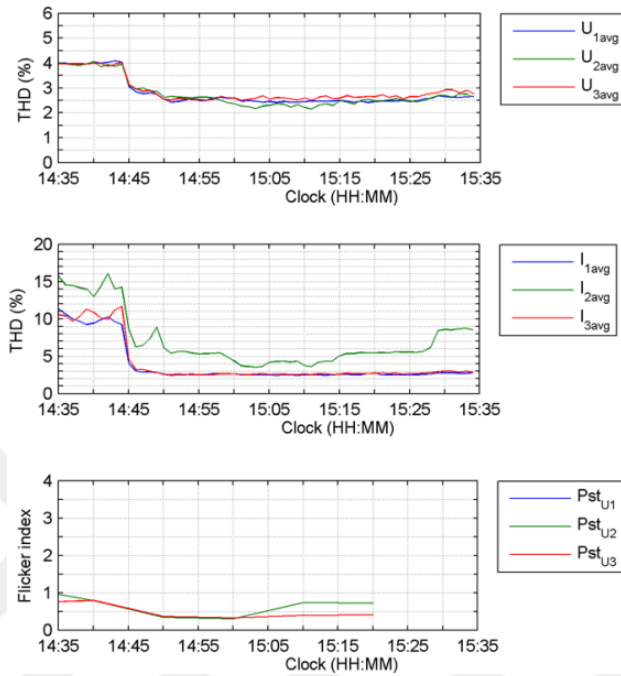 6
5
4
3
2
1
0
THD (%)
14:35 14:45 14:55 15:05 15:15 15:25 15:35
Clock (HH:MM)
U1avg
U2avg
U3avg
20
15
10
5
0
THD (%)
14:35 14:45 14:55 15:05 15:15 15:25 15:35
Clock (HH:MM)
I1avg
I2avg
I3avg
4
3
2
1
0
Flicker index
14:35 14:45 14:55 15:05 15:15 15:25 15:35
Clock (HH:MM)
PstU1
PstU2
PstU3